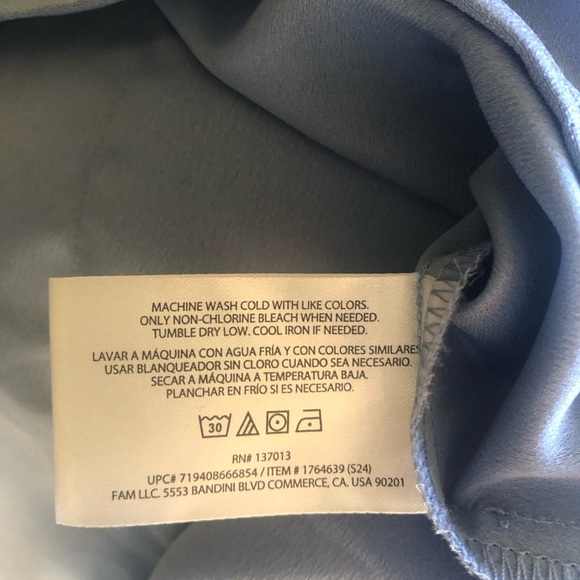 MACHINE WASH COLD WITH LIKE COLORS.
ONLY NON-CHLORINE BLEACH WHEN NEEDED.
TUMBLE DRY LOW. COOL IRON IF NEEDED.
LAVAR A MÁQUINA CON AGUA FRÍA Y CON COLORES SIMILARES
USAR BLANQUEADOR SIN CLORO CUANDO SEA NECESARIO.
SECAR A MÁQUINA A TEMPERATURA BAJA.
PLANCHAR EN FRÍO SI ES NECESARIO.
30
RN# 137013
UPC# 719408666854 / ITEM # 1764639 (S24)
FAM LLC. 5553 BANDINI BLVD COMMERCE, CA. USA 90201